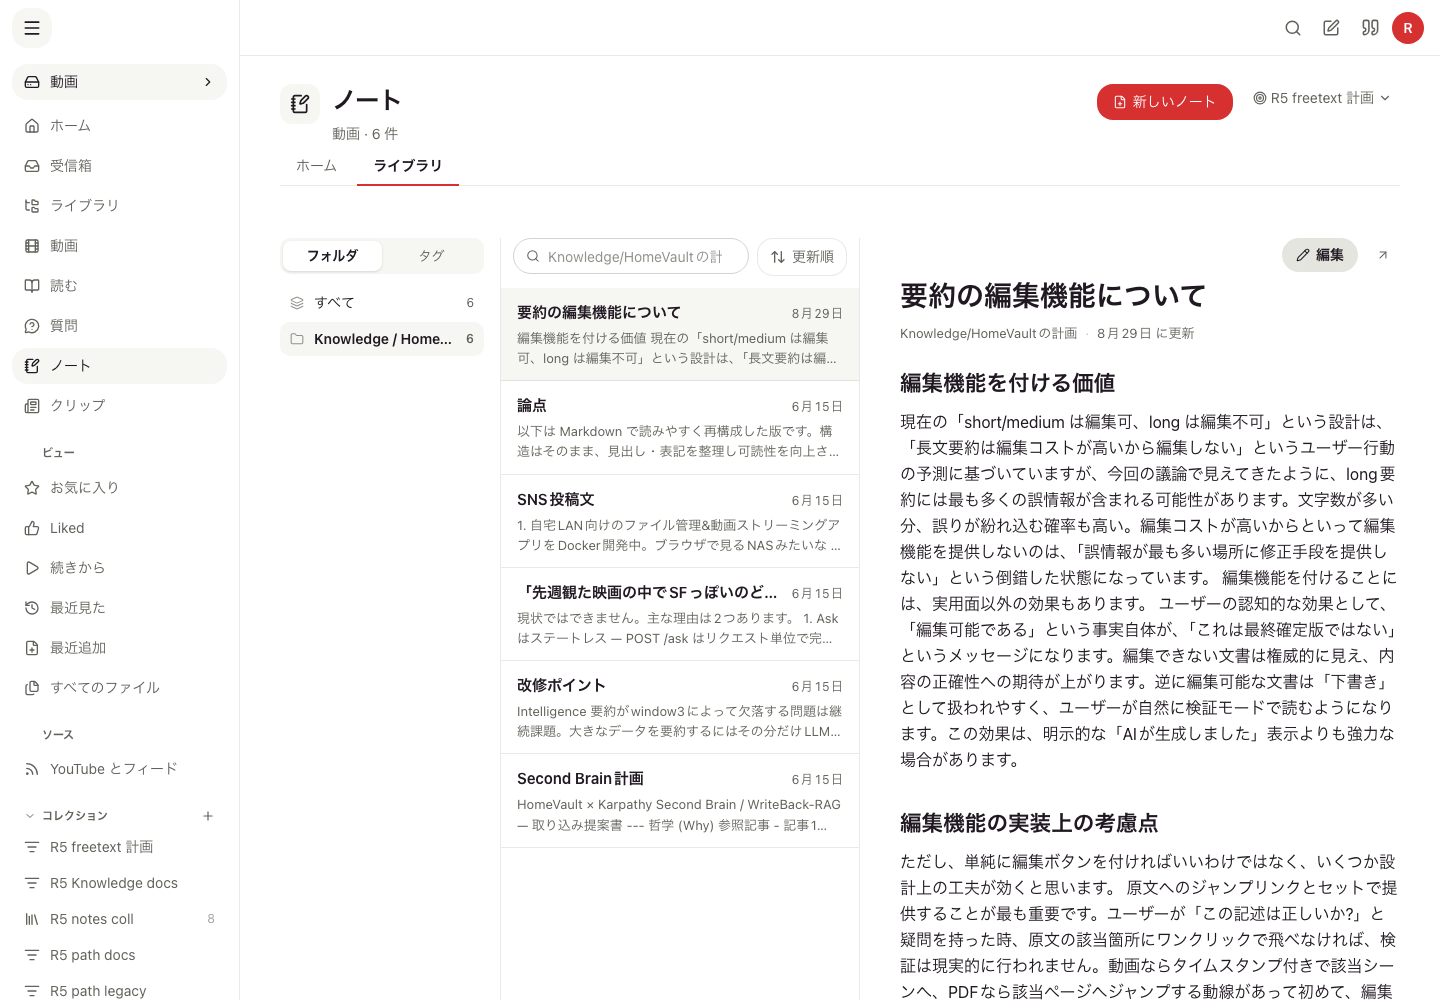 動画
ホーム
受信箱
ライブラリ
動画
読む
質問
ノート
クリップ
ビュー
お気に入り
Liked
続きから
最近見た
最近追加
すべてのファイル
ソース
YouTube とフィード
コレクション
R5 freetext 計画
R5 Knowledge docs
R5 notes coll 8
R5 path docs
R5 path legacy
R
ノート
動画 · 6 件
新しいノート
R5 freetext 計画
ホーム
ライブラリ
フォルダ
タグ
すべて 6
Knowledge / Home... 6
Knowledge/HomeVaultの計
更新順
要約の編集機能について 8月29日
編集機能を付ける価値 現在の「short/medium は編集
可、long は編集不可」という設計は、「長文要約は編...
論点 6月15日
以下は Markdown で読みやすく再構成した版です。構
造はそのまま、見出し・表記を整理し可読性を向上さ...
SNS投稿文 6月15日
1. 自宅LAN向けのファイル管理&動画ストリーミングア
プリをDocker開発中。ブラウザで見るNASみたいな ...
「先週観た映画の中でSFっぽいのど... 6月15日
現状ではできません。主な理由は2つあります。 1. Ask
はステートレス — POST /ask はリクエスト単位で完...
改修ポイント 6月15日
Intelligence 要約がwindow3によって欠落する問題は継
続課題。大きなデータを要約するにはその分だけLLM...
Second Brain計画 6月15日
HomeVault × Karpathy Second Brain / WriteBack-RAG
— 取り込み提案書 --- 哲学 (Why) 参照記事 - 記事1...
編集
要約の編集機能について
Knowledge/HomeVaultの計画 · 8月29日 に更新
編集機能を付ける価値
現在の「short/medium は編集可、long は編集不可」という設計は、
「長文要約は編集コストが高いから編集しない」というユーザー行動
の予測に基づいていますが、今回の議論で見えてきたように、long要
約には最も多くの誤情報が含まれる可能性があります。文字数が多い
分、誤りが紛れ込む確率も高い。編集コストが高いからといって編集
機能を提供しないのは、「誤情報が最も多い場所に修正手段を提供し
ない」という倒錯した状態になっています。 編集機能を付けることに
は、実用面以外の効果もあります。 ユーザーの認知的な効果として、
「編集可能である」という事実自体が、「これは最終確定版ではない」
というメッセージになります。編集できない文書は権威的に見え、内
容の正確性への期待が上がります。逆に編集可能な文書は「下書き」
として扱われやすく、ユーザーが自然に検証モードで読むようになり
ます。この効果は、明示的な「AIが生成しました」表示よりも強力な
場合があります。
編集機能の実装上の考慮点
ただし、単純に編集ボタンを付ければいいわけではなく、いくつか設
計上の工夫が効くと思います。 原文へのジャンプリンクとセットで提
供することが最も重要です。ユーザーが「この記述は正しいか?」と
疑問を持った時、原文の該当箇所にワンクリックで飛べなければ、検
証は現実的に行われません。動画ならタイムスタンプ付きで該当シー
ンへ、PDFなら該当ページへジャンプする動線があって初めて、編集